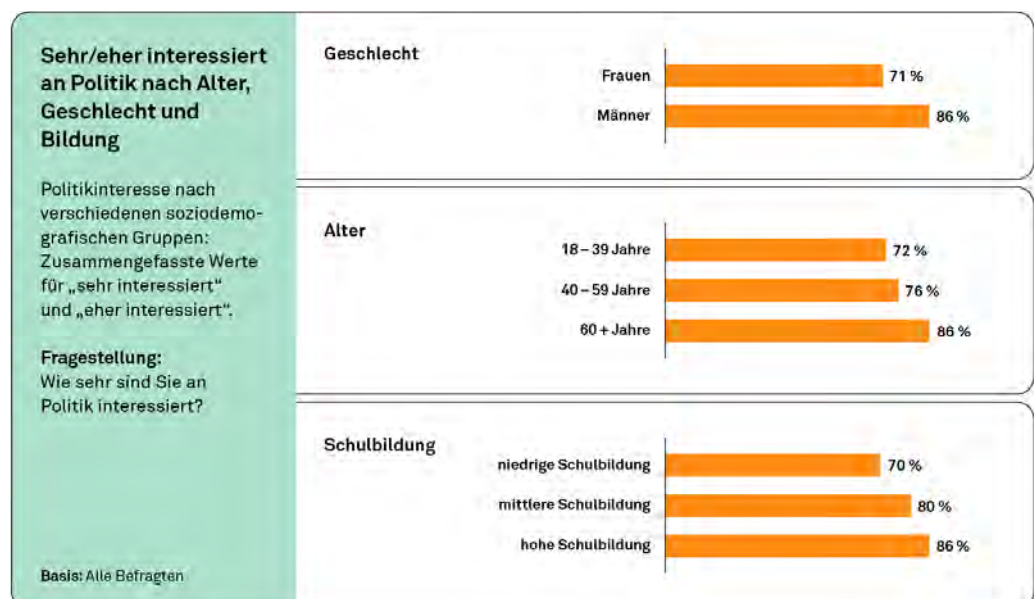 Sehr/eher interessiert
an Politik nach Alter,
Geschlecht und
Bildung
Politikinteresse nach
verschiedenen soziodemo-
grafischen Gruppen:
Zusammengefasste Werte
für „sehr interessiert“
und „eher interessiert“.
Fragestellung:
Wie sehr sind Sie an
Politik interessiert?
Basis: Alle Befragten
Geschlecht
Frauen 71 %
Männer 86 %
Alter
18 – 39 Jahre 72 %
40 – 59 Jahre 76 %
60 + Jahre 86 %
Schulbildung
niedrige Schulbildung 70 %
mittlere Schulbildung 80 %
hohe Schulbildung 86 %